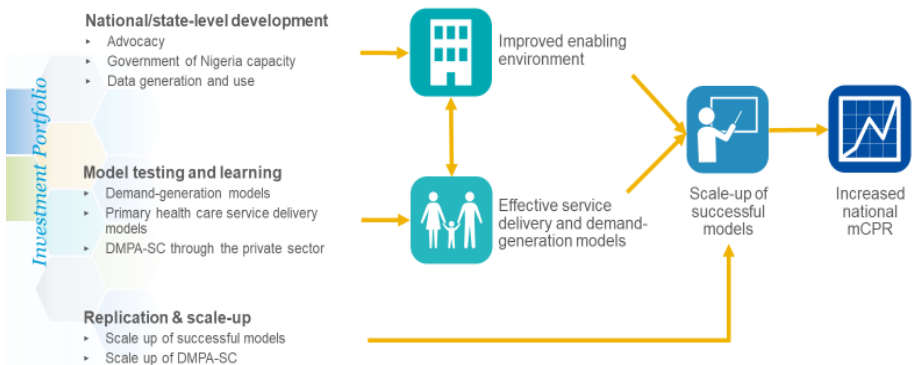 Investment Portfolio
National/state-level development
▸ Advocacy
▸ Government of Nigeria capacity
▸ Data generation and use
Improved enabling
environment
Model testing and learning
▸ Demand-generation models
▸ Primary health care service delivery
models
▸ DMPA-SC through the private sector
Effective service
delivery and demand-
generation models
Scale-up of
successful
models
Increased
national
mCPR
Replication & scale-up
▸ Scale up of successful models
▸ Scale up of DMPA-SC